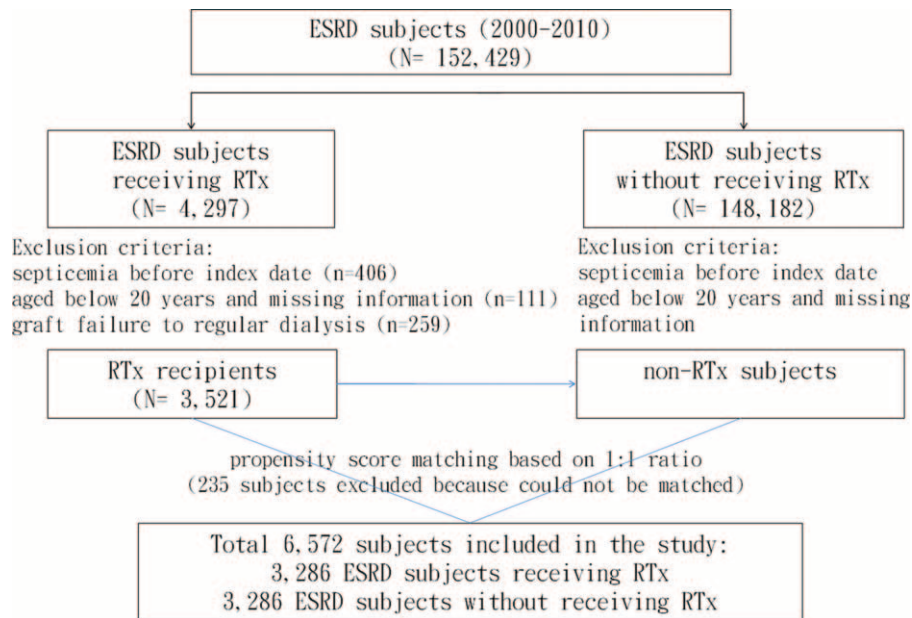 ESRD subjects (2000-2010)
(N= 152,429)
ESRD subjects
receiving RTx
(N= 4,297)
ESRD subjects
without receiving RTx
(N= 148,182)
Exclusion criteria:
septicemia before index date (n=406)
aged below 20 years and missing information (n=111)
graft failure to regular dialysis (n=259)
Exclusion criteria:
septicemia before index date
aged below 20 years and missing
information
RTx recipients
(N= 3,521)
non-RTx subjects
propensity score matching based on 1:1 ratio
(235 subjects excluded because could not be matched)
Total 6,572 subjects included in the study:
3,286 ESRD subjects receiving RTx
3,286 ESRD subjects without receiving RTx